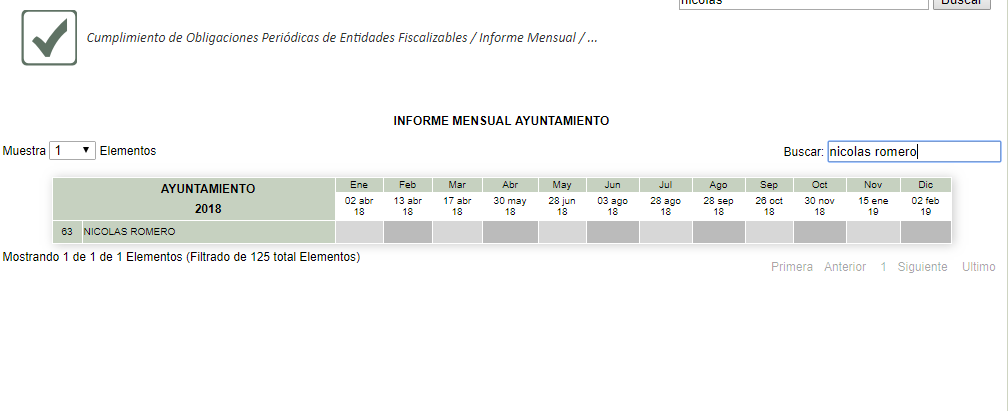 nicolas Buscar
Cumplimiento de Obligaciones Periódicas de Entidades Fiscalizables / Informe Mensual / ...
INFORME MENSUAL AYUNTAMIENTO
Muestra 1 Elementos Buscar: nicolas romero
AYUNTAMIENTO Ene Feb Mar Abr May Jun Jul Ago Sep Oct Nov Dic
2018 02 abr 18 13 abr 18 17 abr 18 30 may 18 28 jun 18 03 ago 18 28 ago 18 28 sep 18 26 oct 18 30 nov 18 15 ene 19 02 feb 19
63 NICOLAS ROMERO
Mostrando 1 de 1 de 1 Elementos (Filtrado de 125 total Elementos)
Primera Anterior 1 Siguiente Ultimo